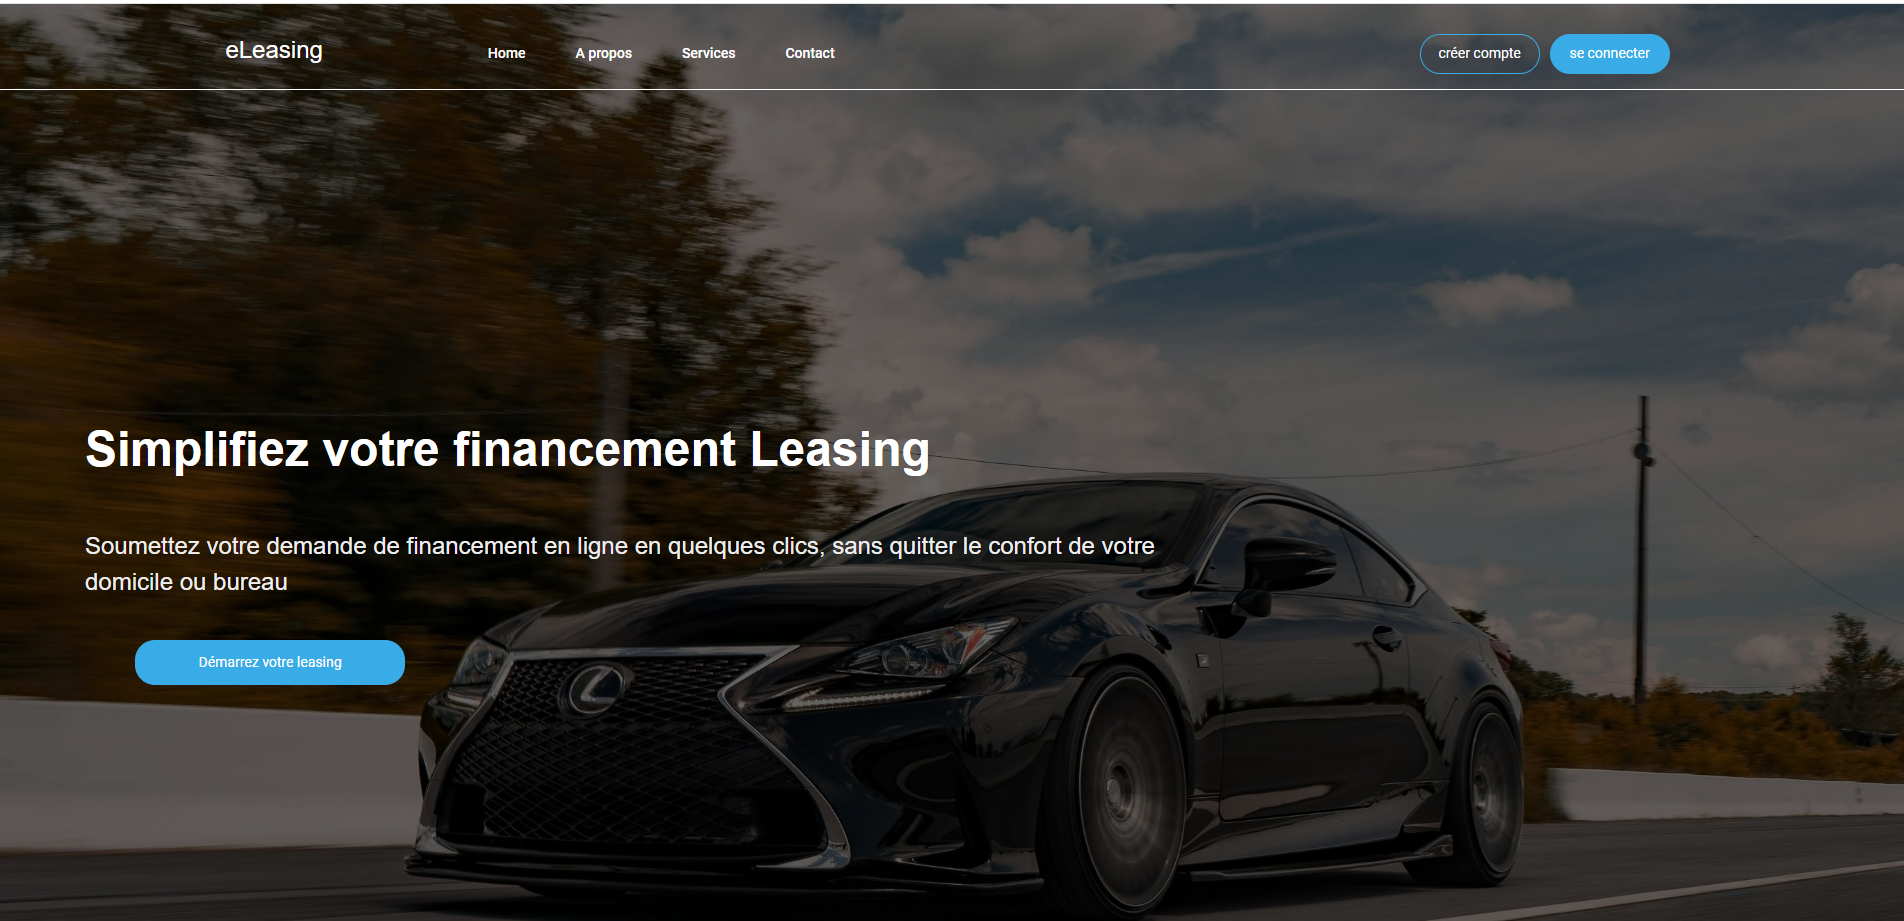 eLeasing
Home
A propos
Services
Contact
créer compte
se connecter
Simplifiez votre financement Leasing
Soumettez votre demande de financement en ligne en quelques clics, sans quitter le confort de votre
domicile ou bureau
Démarrez votre leasing